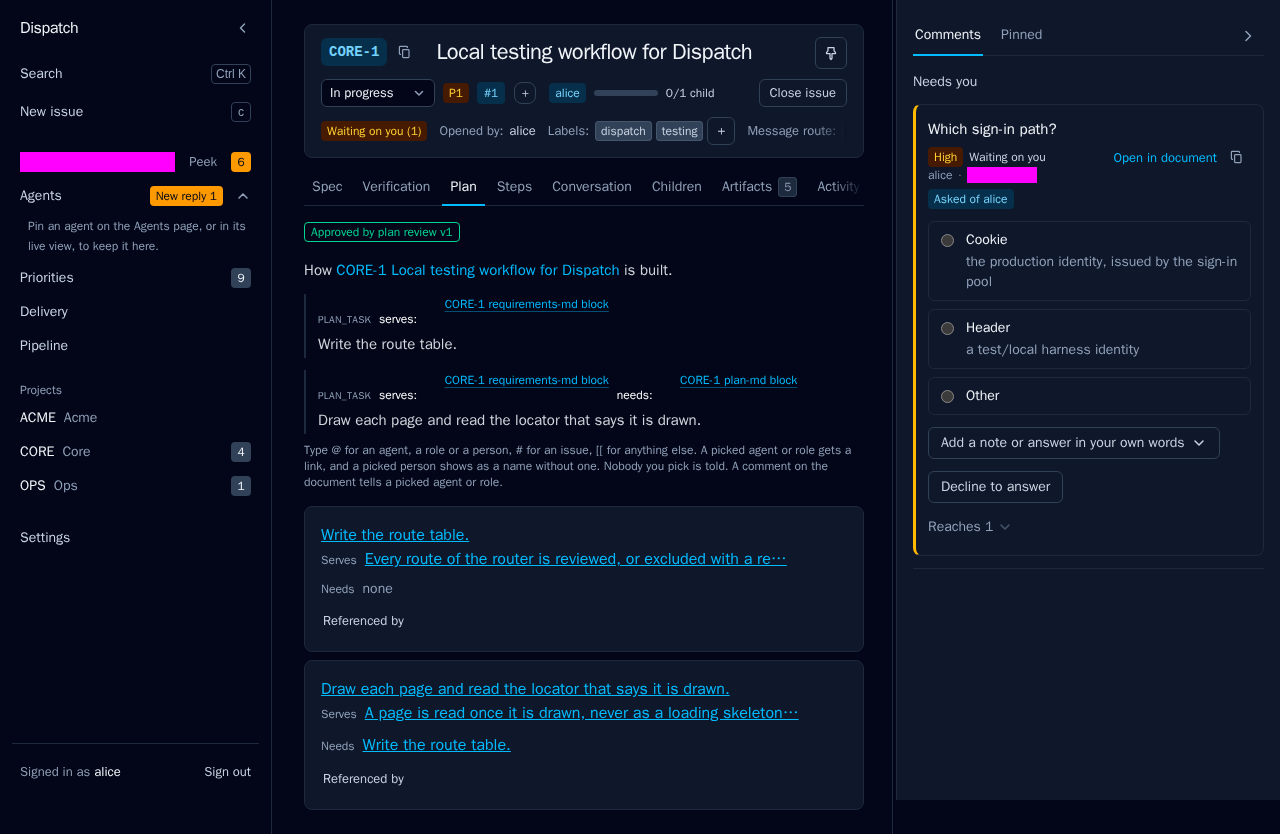 Dispatch
Search
Ctrl K
New issue
c
Peek
6
Agents
New reply 1
Pin an agent on the Agents page, or in its
live view, to keep it here.
Priorities
9
Delivery
Pipeline
Projects
ACME Acme
CORE Core
4
OPS Ops
1
Settings
Signed in as alice
Sign out
CORE-1
Local testing workflow for Dispatch
In progress
P1
#1
+
alice
0/1 child
Close issue
Waiting on you (1)
Opened by: alice
Labels:
dispatch
testing
+
Message route:
Spec
Verification
Plan
Steps
Conversation
Children
Artifacts 5
Activity
Approved by plan review v1
How CORE-1 Local testing workflow for Dispatch is built.
CORE-1 requirements-md block
PLAN_TASK serves:
Write the route table.
CORE-1 requirements-md block
CORE-1 plan-md block
PLAN_TASK serves:
needs:
Draw each page and read the locator that says it is drawn.
Type @ for an agent, a role or a person, # for an issue, [[ for anything else. A picked agent or role gets a
link, and a picked person shows as a name without one. Nobody you pick is told. A comment on the
document tells a picked agent or role.
Write the route table.
Serves Every route of the router is reviewed, or excluded with a re⋯
Needs none
Referenced by
Draw each page and read the locator that says it is drawn.
Serves A page is read once it is drawn, never as a loading skeleton⋯
Needs Write the route table.
Referenced by
Comments
Pinned
Needs you
Which sign-in path?
High
Waiting on you
Open in document
alice ·
Asked of alice
Cookie
the production identity, issued by the sign-in
pool
Header
a test/local harness identity
Other
Add a note or answer in your own words
Decline to answer
Reaches 1